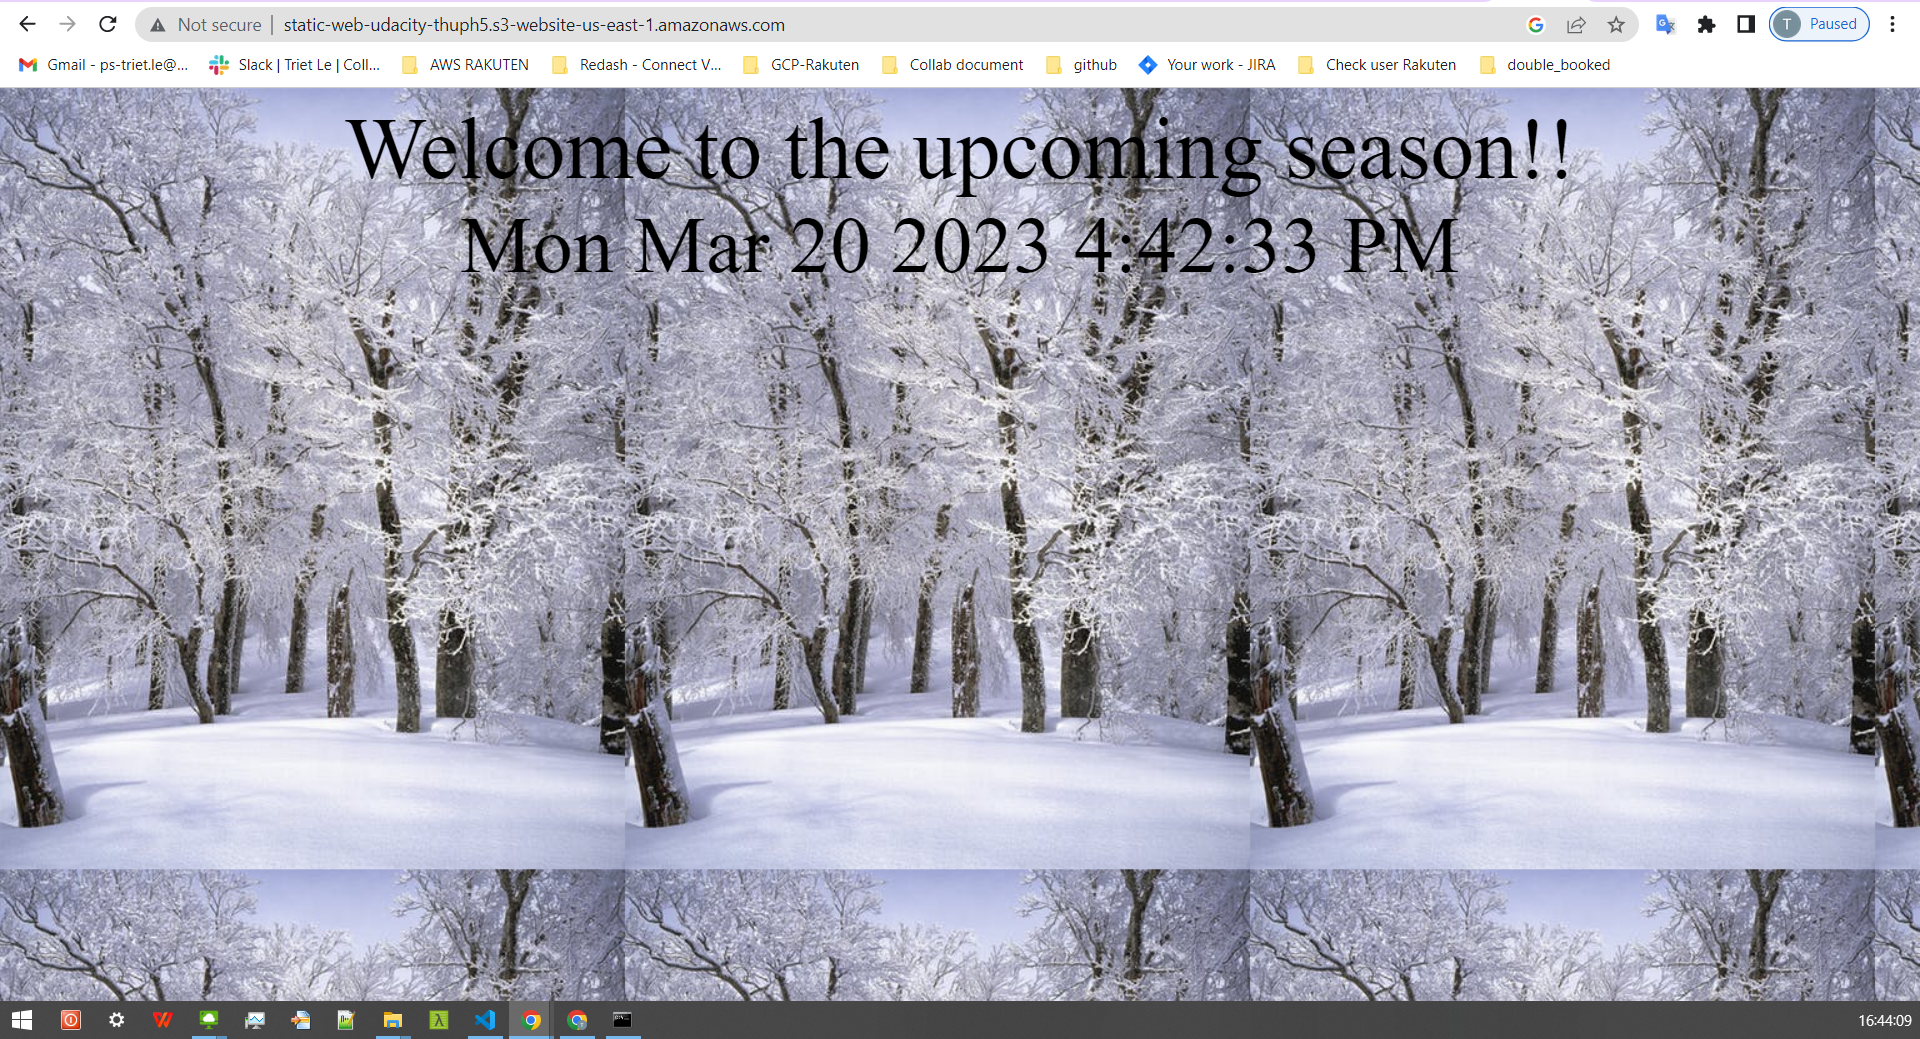 Not secure | static-web-udacity-thuph5.s3-website-us-east-1.amazonaws.com T Paused
Gmail - ps-triet.le@... Slack | Triet Le | Coll... AWS RAKUTEN Redash - Connect V... GCP-Rakuten Collab document github Your work - JIRA Check user Rakuten double_booked
Welcome to the upcoming season!!
Mon Mar 20 2023 4:42:33 PM
16:44:09